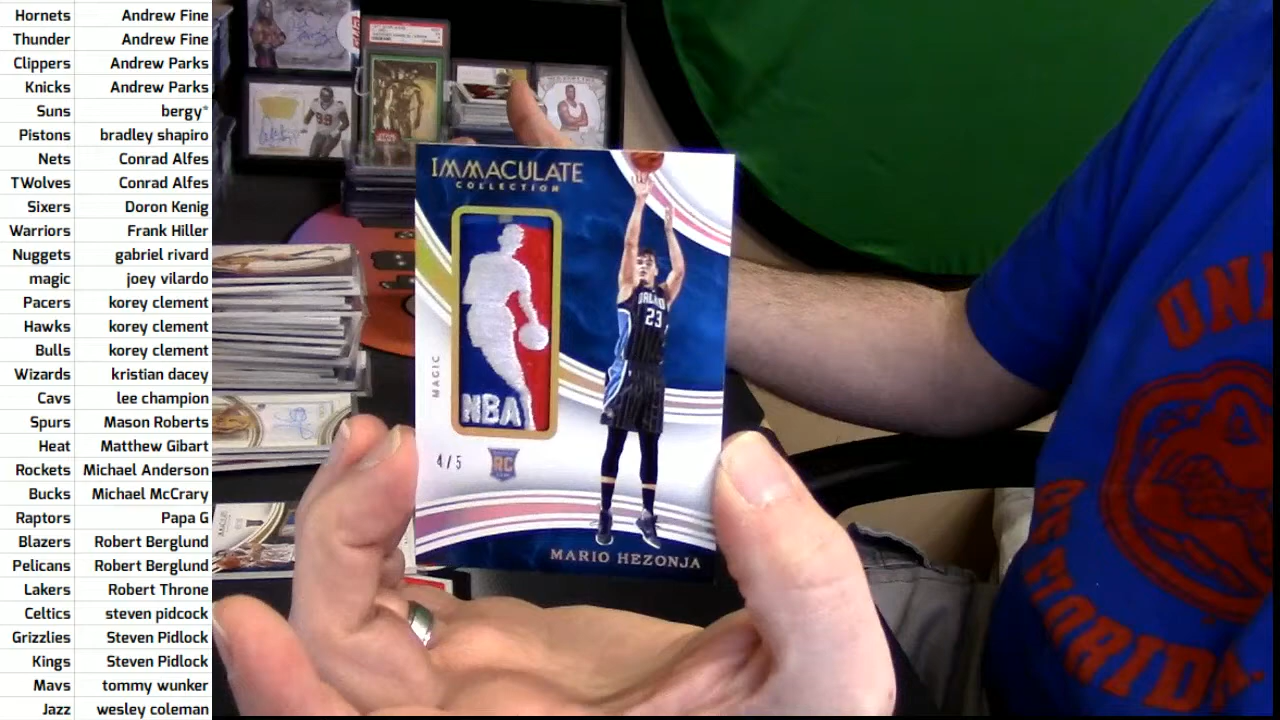 Hornets Andrew Fine
Thunder Andrew Fine
Clippers Andrew Parks
Knicks Andrew Parks
Suns bergy*
Pistons bradley shapiro
Nets Conrad Alfes
TWolves Conrad Alfes
Sixers Doron Kenig
Warriors Frank Hiller
Nuggets gabriel rivard
magic joey vilardo
Pacers korey clement
Hawks korey clement
Bulls korey clement
Wizards kristian dacey
Cavs lee champion
Spurs Mason Roberts
Heat Matthew Gibart
Rockets Michael Anderson
Bucks Michael McCrary
Raptors Papa G
Blazers Robert Berglund
Pelicans Robert Berglund
Lakers Robert Throne
Celtics steven pidcock
Grizzlies Steven Pidlock
Kings Steven Pidlock
Mavs tommy wunker
Jazz wesley coleman
IMMACULATE
COLLECTION
NBA
MAGIC
4/5
RC
ORLANDO
23
MARIO HEZONJA
99
UNI
OF FLORIDA